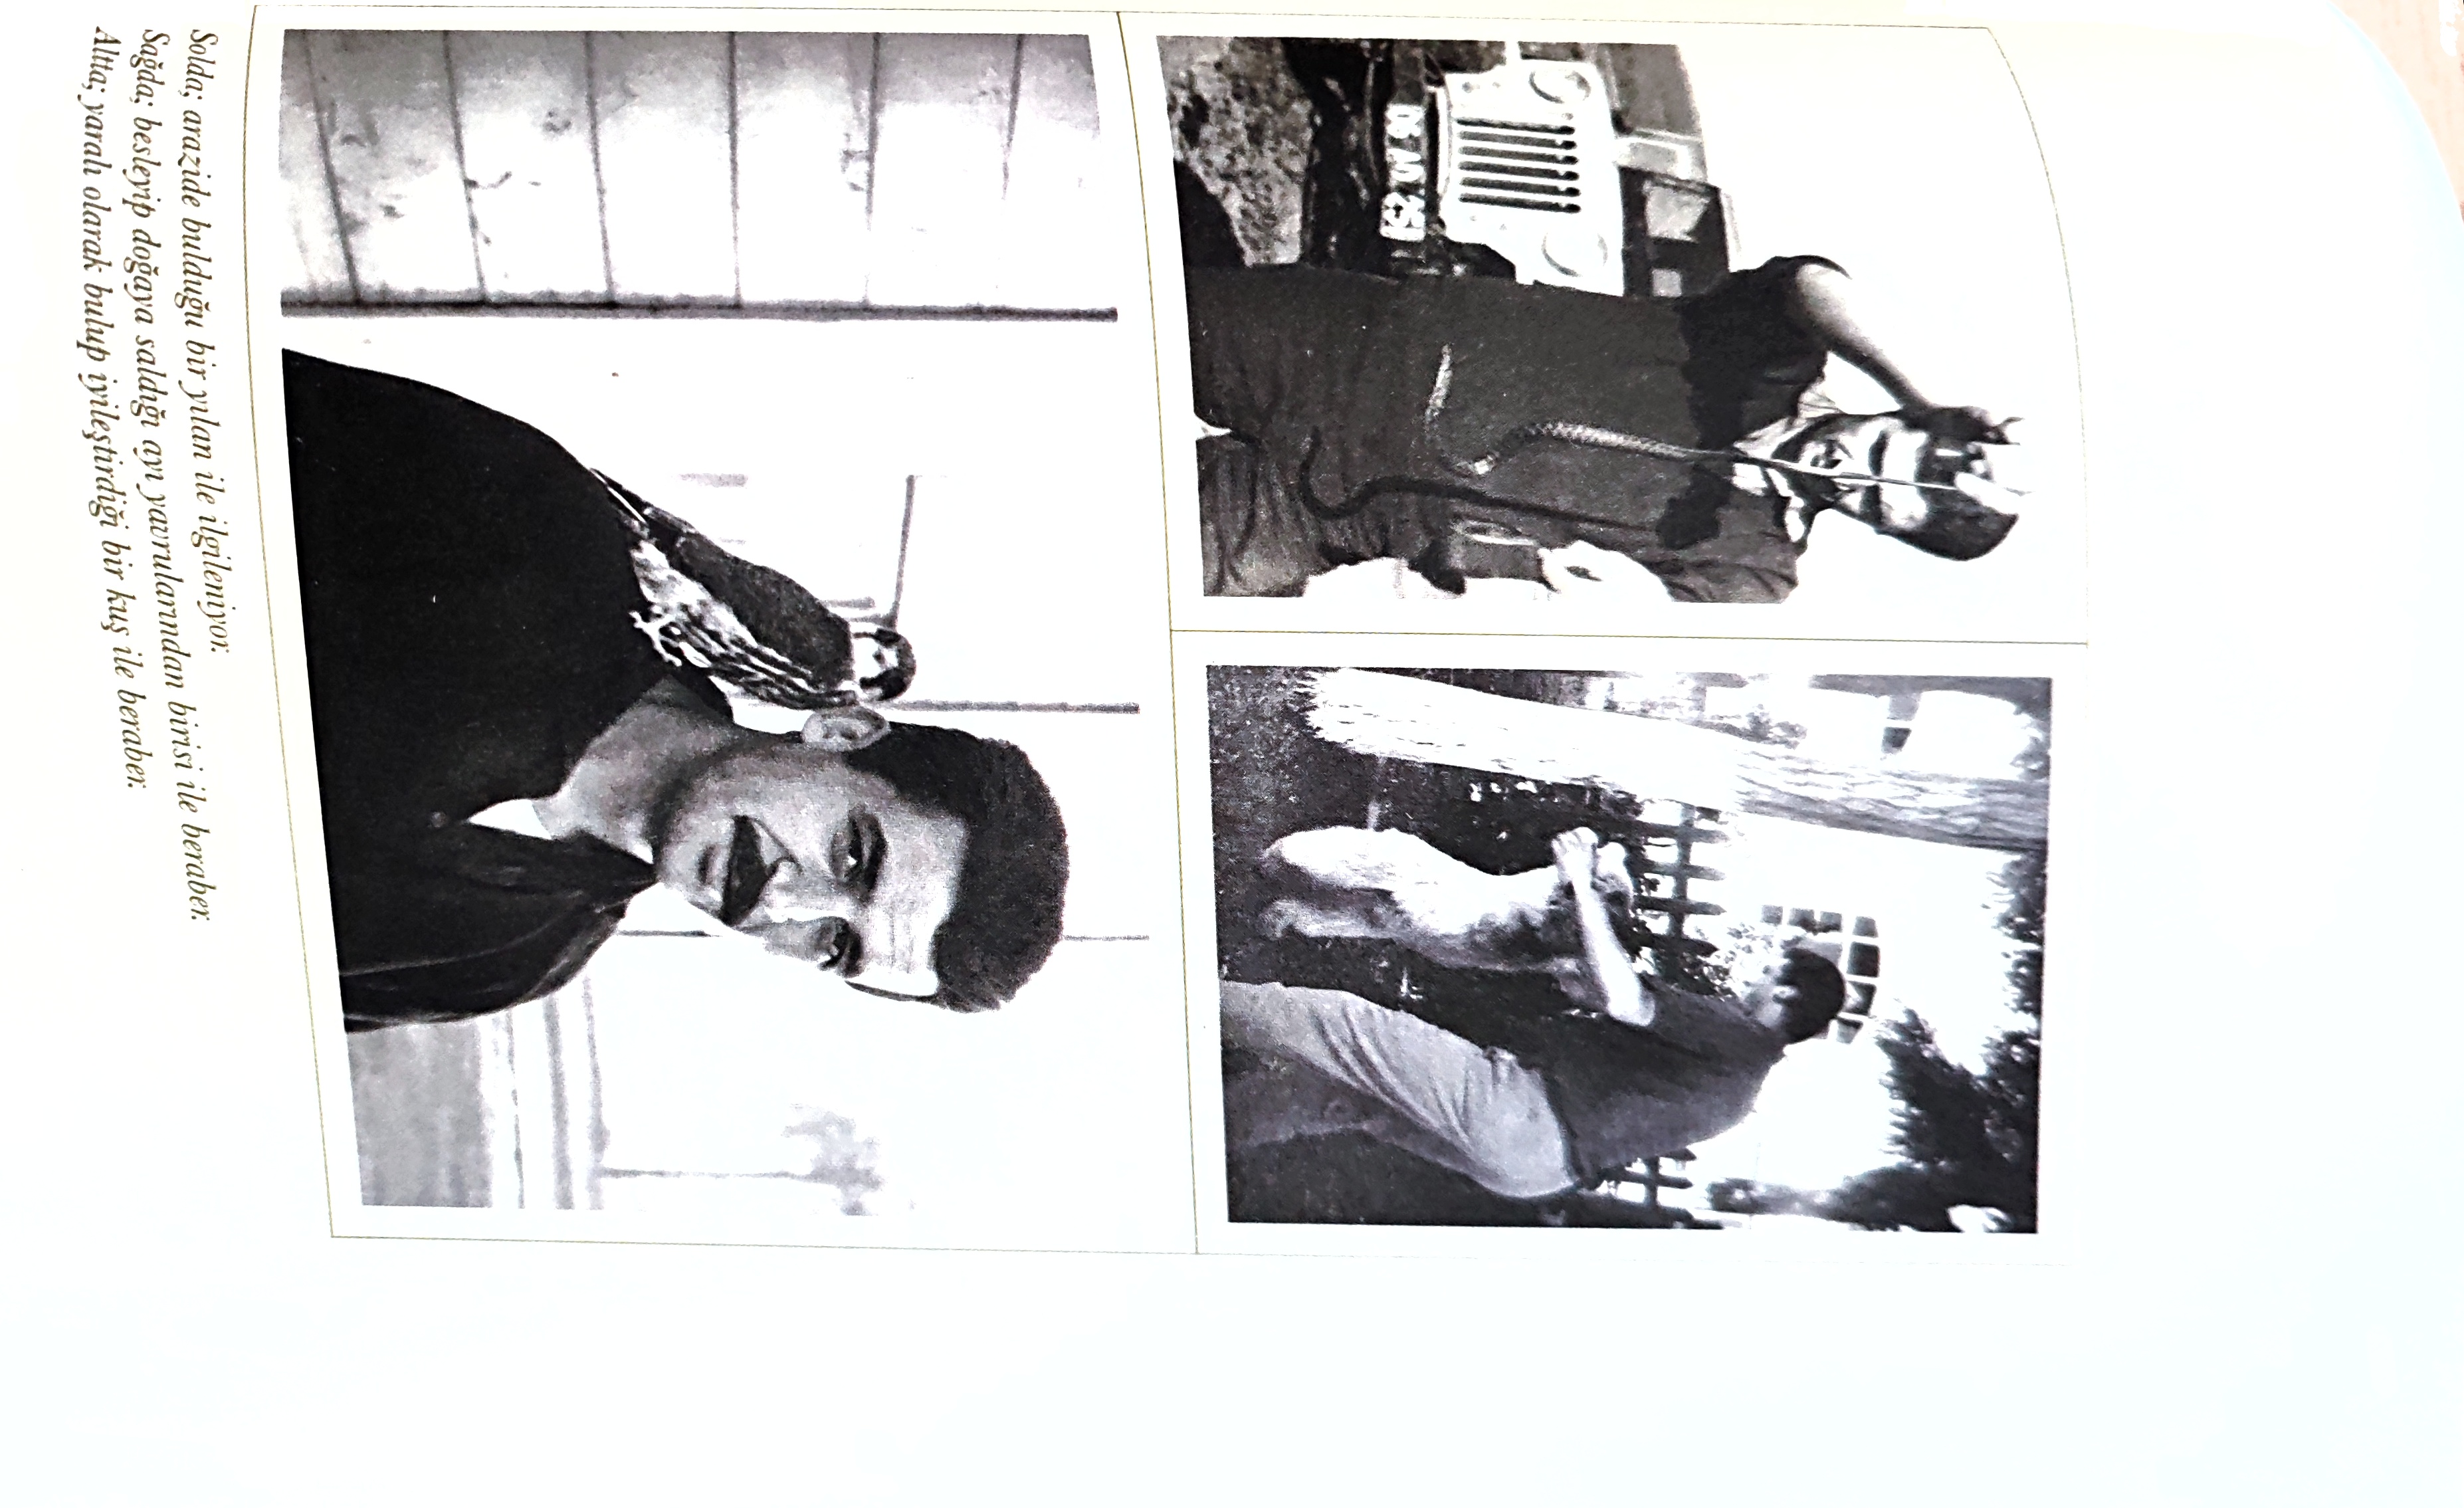 06 AD 251
Solda; arazide bulduğu bir yılan ile ilgileniyor.
Sağda; besleyip doğaya saldığı ayı yavrularından birisi ile beraber.
Altta; yaralı olarak bulup iyileştirdiği bir kuş ile beraber.